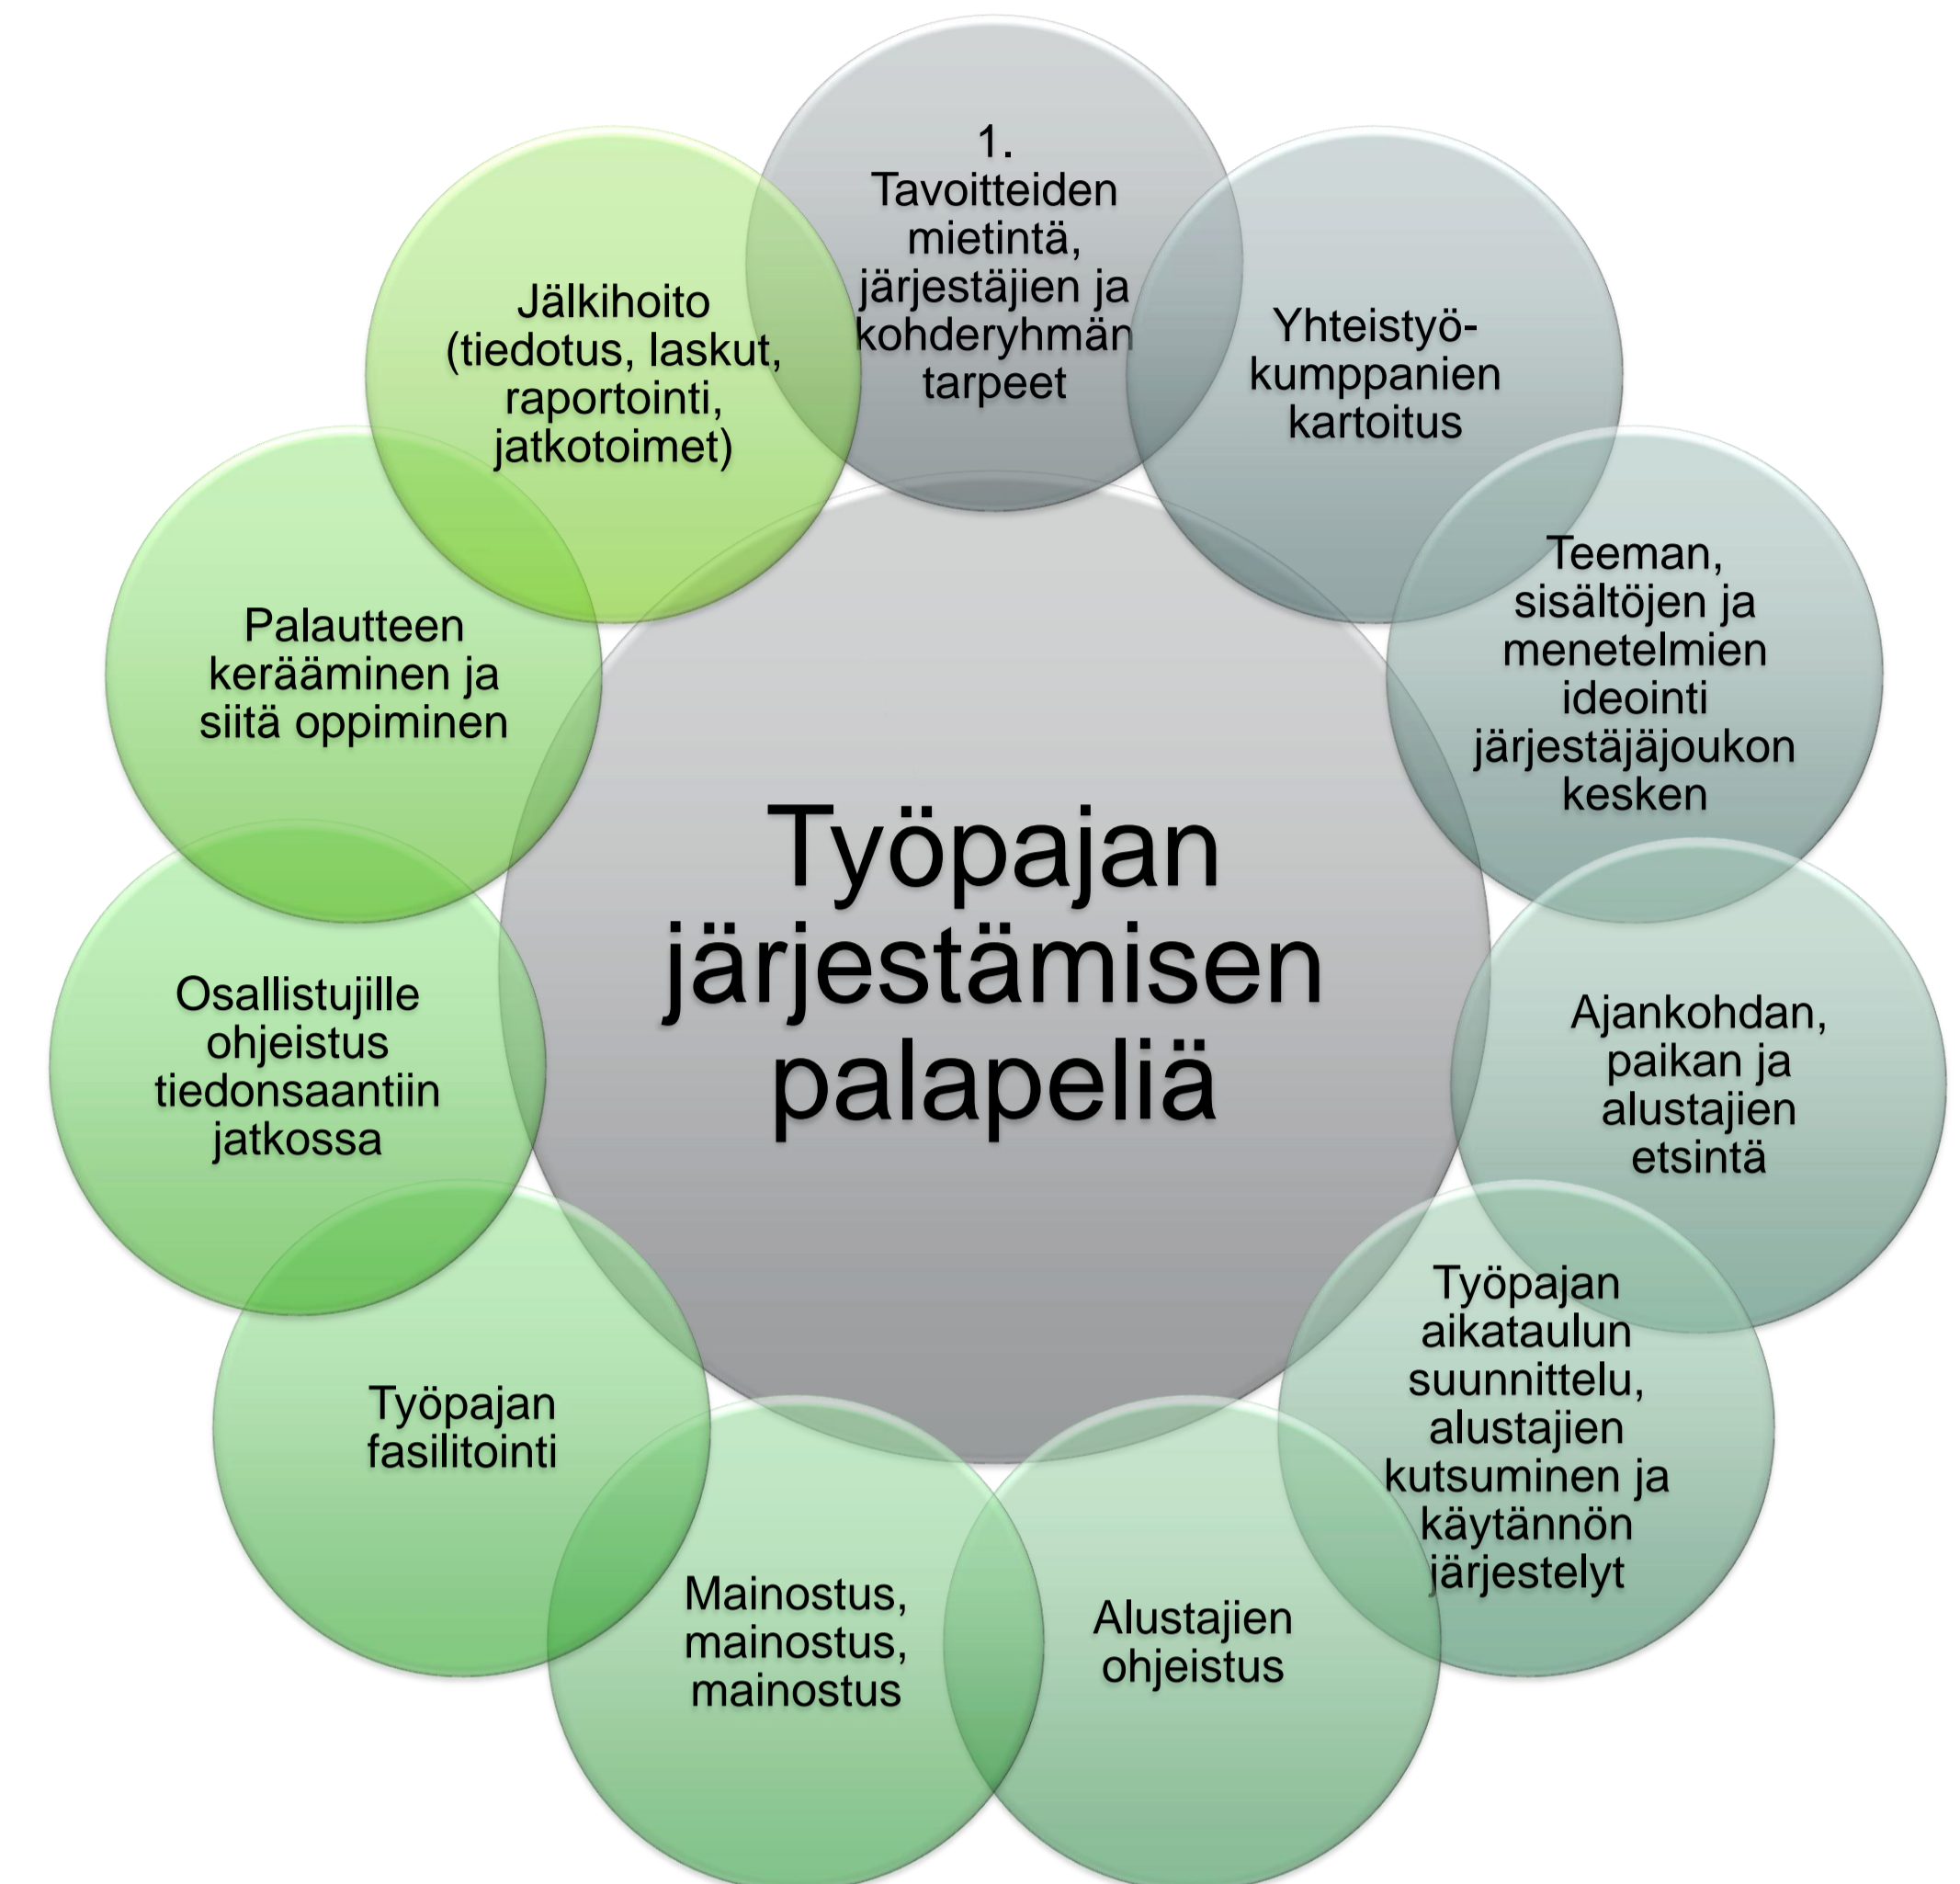 1.
Tavoitteiden
mietintä,
järjestäjien ja
kohderyhmän
tarpeet
Yhteistyö-
kumppanien
kartoitus
Teeman,
sisältöjen ja
menetelmien
ideointi
järjestäjäjoukon
kesken
Ajankohdan,
paikan ja
alustajien
etsintä
Työpajan
aikataulun
suunnittelu,
alustajien
kutsuminen ja
käytännön
järjestelyt
Alustajien
ohjeistus
Mainostus,
mainostus,
mainostus
Työpajan
fasilitointi
Osallistujille
ohjeistus
tiedonsaantiin
jatkossa
Palautteen
kerääminen ja
siitä oppiminen
Jälkihoito
(tiedotus, laskut,
raportointi,
jatkotoimet)
Työpajan
järjestämisen
palapeliä